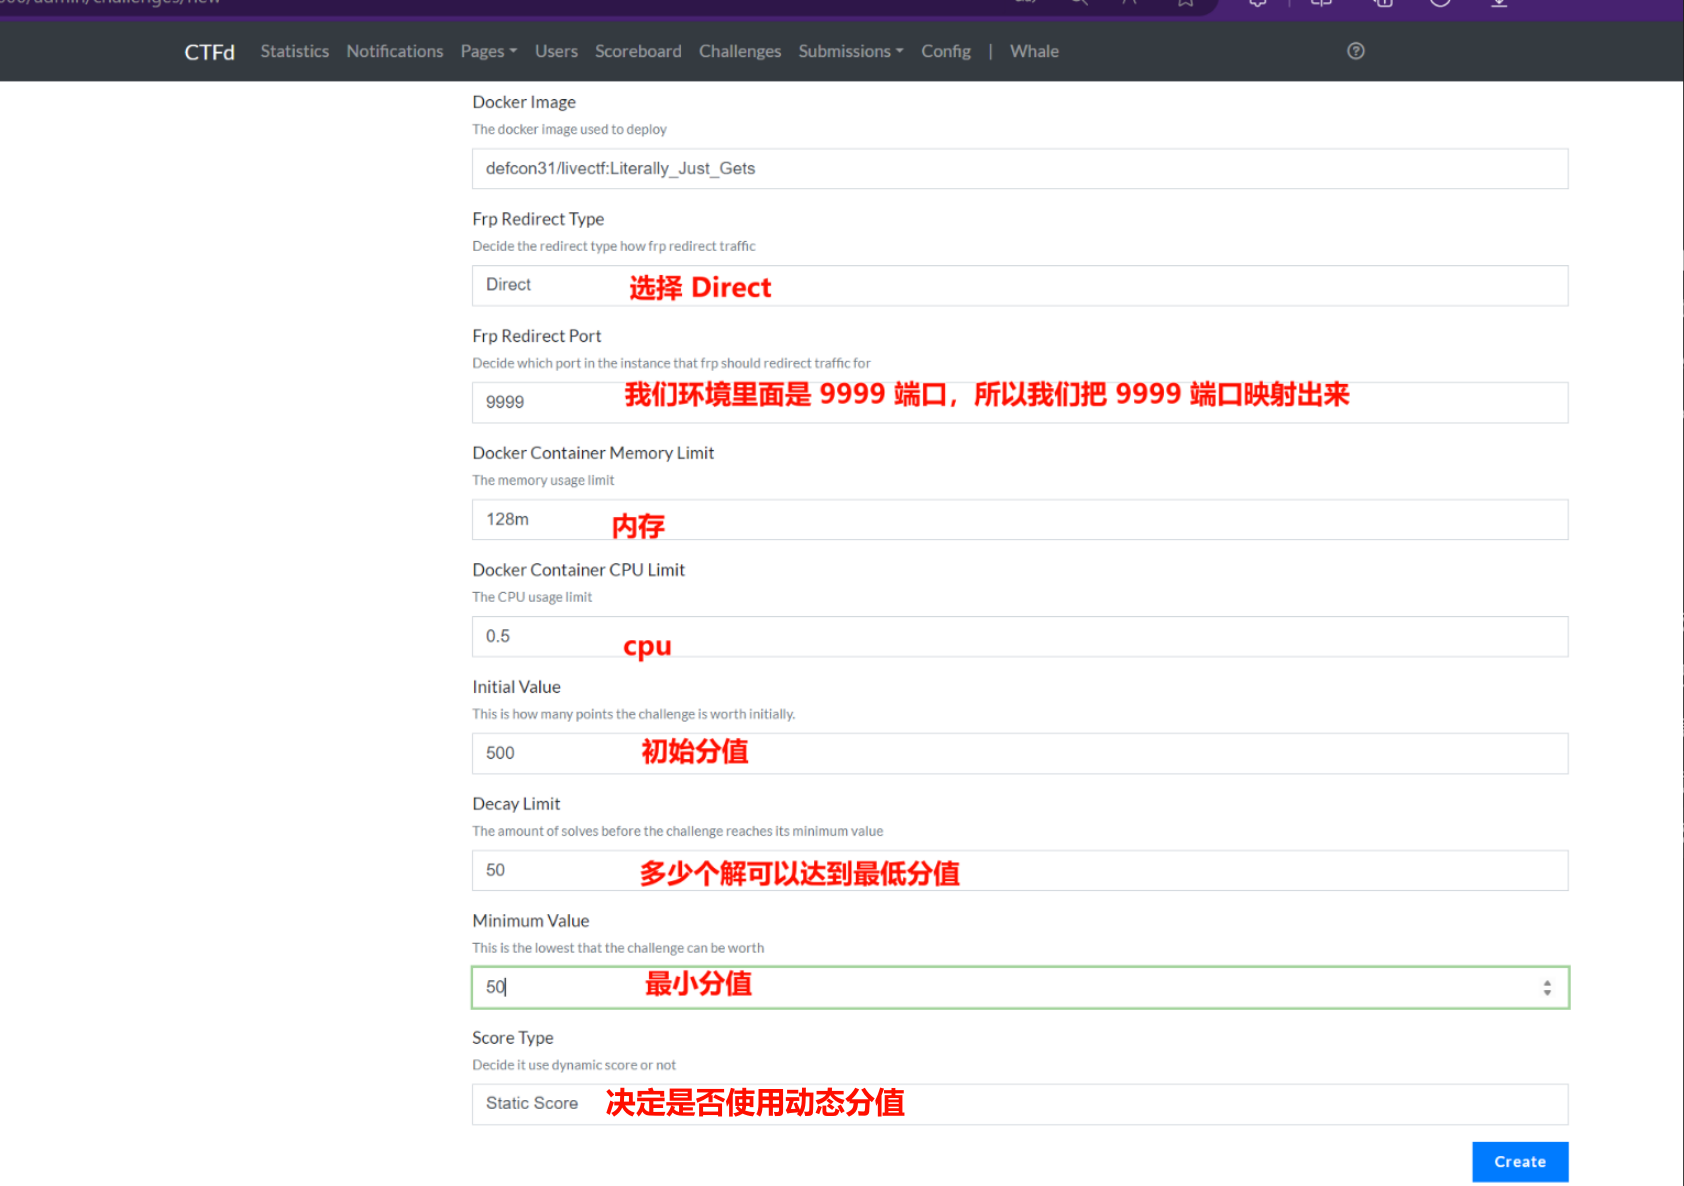 CTFd Statistics Notifications Pages Users Scoreboard Challenges Submissions Config | Whale
Docker Image
The docker image used to deploy
defcon31/livectf:Literally_Just_Gets
Frp Redirect Type
Decide the redirect type how frp redirect traffic
Direct 选择 Direct
Frp Redirect Port
Decide which port in the instance that frp should redirect traffic for
9999 我们环境里面是 9999 端口，所以我们把 9999 端口映射出来
Docker Container Memory Limit
The memory usage limit
128m 内存
Docker Container CPU Limit
The CPU usage limit
0.5 cpu
Initial Value
This is how many points the challenge is worth initially.
500 初始分值
Decay Limit
The amount of solves before the challenge reaches its minimum value
50 多少个解可以达到最低分值
Minimum Value
This is the lowest that the challenge can be worth
50 最小分值
Score Type
Decide it use dynamic score or not
Static Score 决定是否使用动态分值
Create